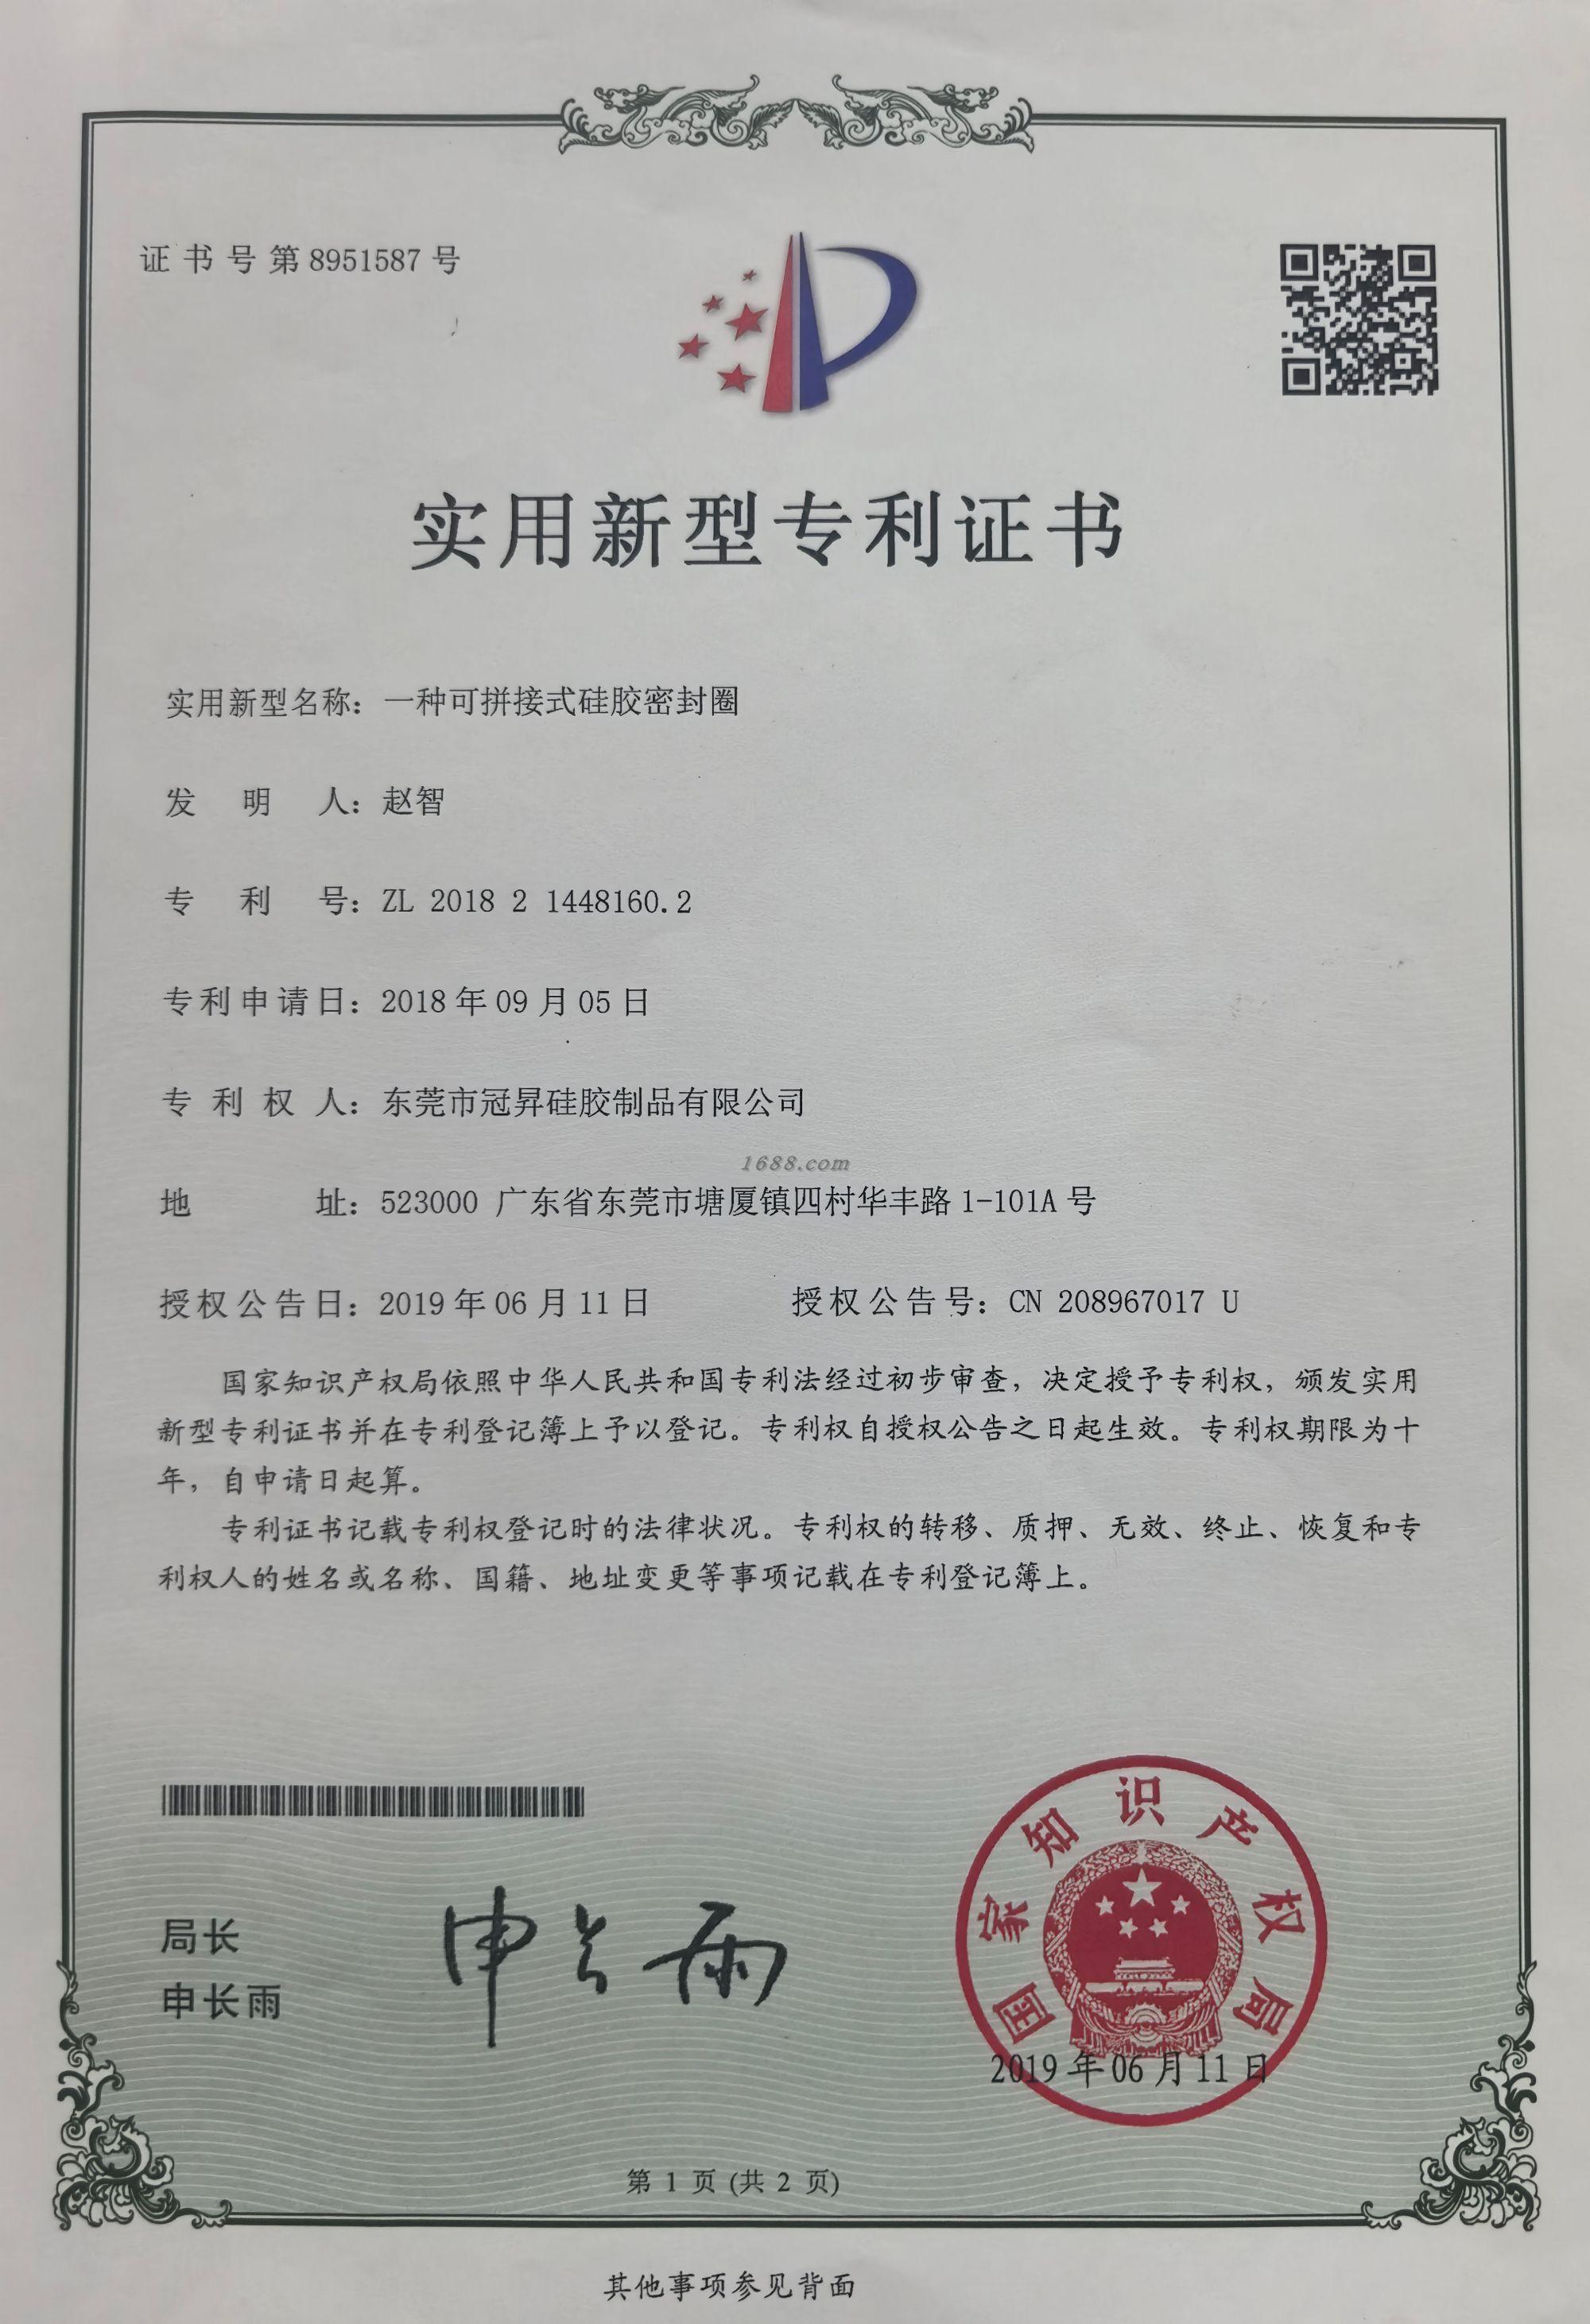 证书号第8951587号
实用新型专利证书
实用新型名称：一种可拼接式硅胶密封圈
发明人：赵智
专利号：ZL 2018 2 1448160.2
专利申请日：2018年09月05日
专利权人：东莞市冠昇硅胶制品有限公司
1688.com
地址：523000 广东省东莞市塘厦镇四村华丰路1-101A号
授权公告日：2019年06月11日 授权公告号：CN 208967017 U
国家知识产权局依照中华人民共和国专利法经过初步审查，决定授予专利权，颁发实用
新型专利证书并在专利登记簿上予以登记。专利权自授权公告之日起生效。专利权期限为十
年，自申请日起算。
专利证书记载专利权登记时的法律状况。专利权的转移、质押、无效、终止、恢复和专
利权人的姓名或名称、国籍、地址变更等事项记载在专利登记簿上。
局长
申长雨
申长雨
国家知识产权局
2019年06月11日
第 1 页 (共 2 页)
其他事项参见背面